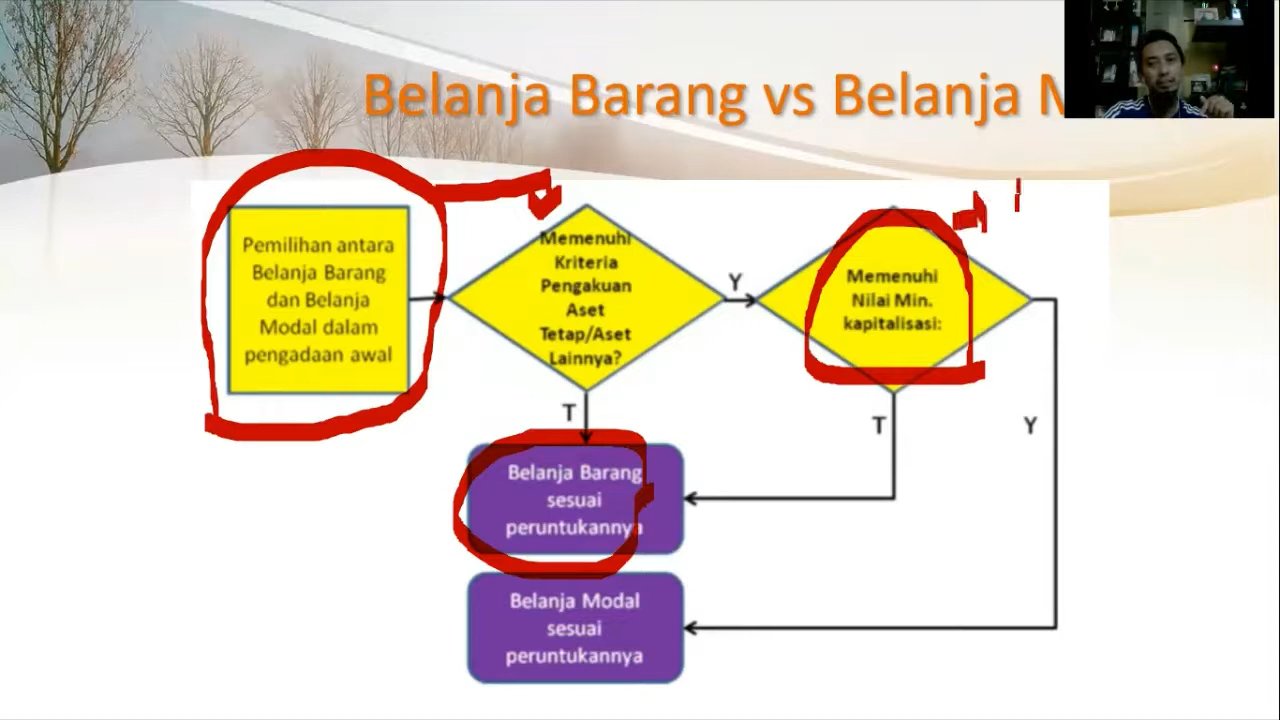 Belanja Barang vs Belanja
Pemilihan antara
Belanja Barang
dan Belanja
Modal dalam
pengadaan awal
Memenuhi
Kriteria
Pengakuan
Aset
Tetap/Aset
Lainnya?
Y
Memenuhi
Nilai Min.
kapitalisasi:
T
T
Y
Belanja Barang
sesuai
peruntukannya
Belanja Modal
sesuai
peruntukannya